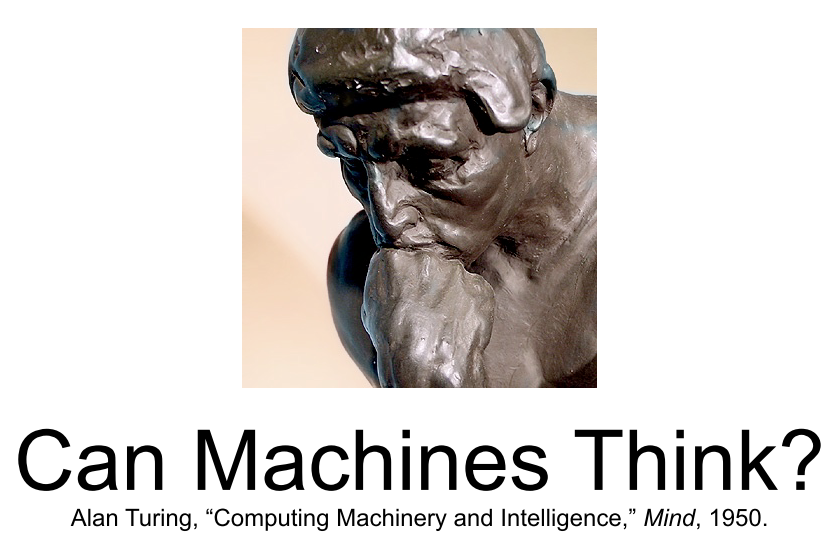 Can Machines Think?
Alan Turing, “Computing Machinery and Intelligence,” Mind, 1950.